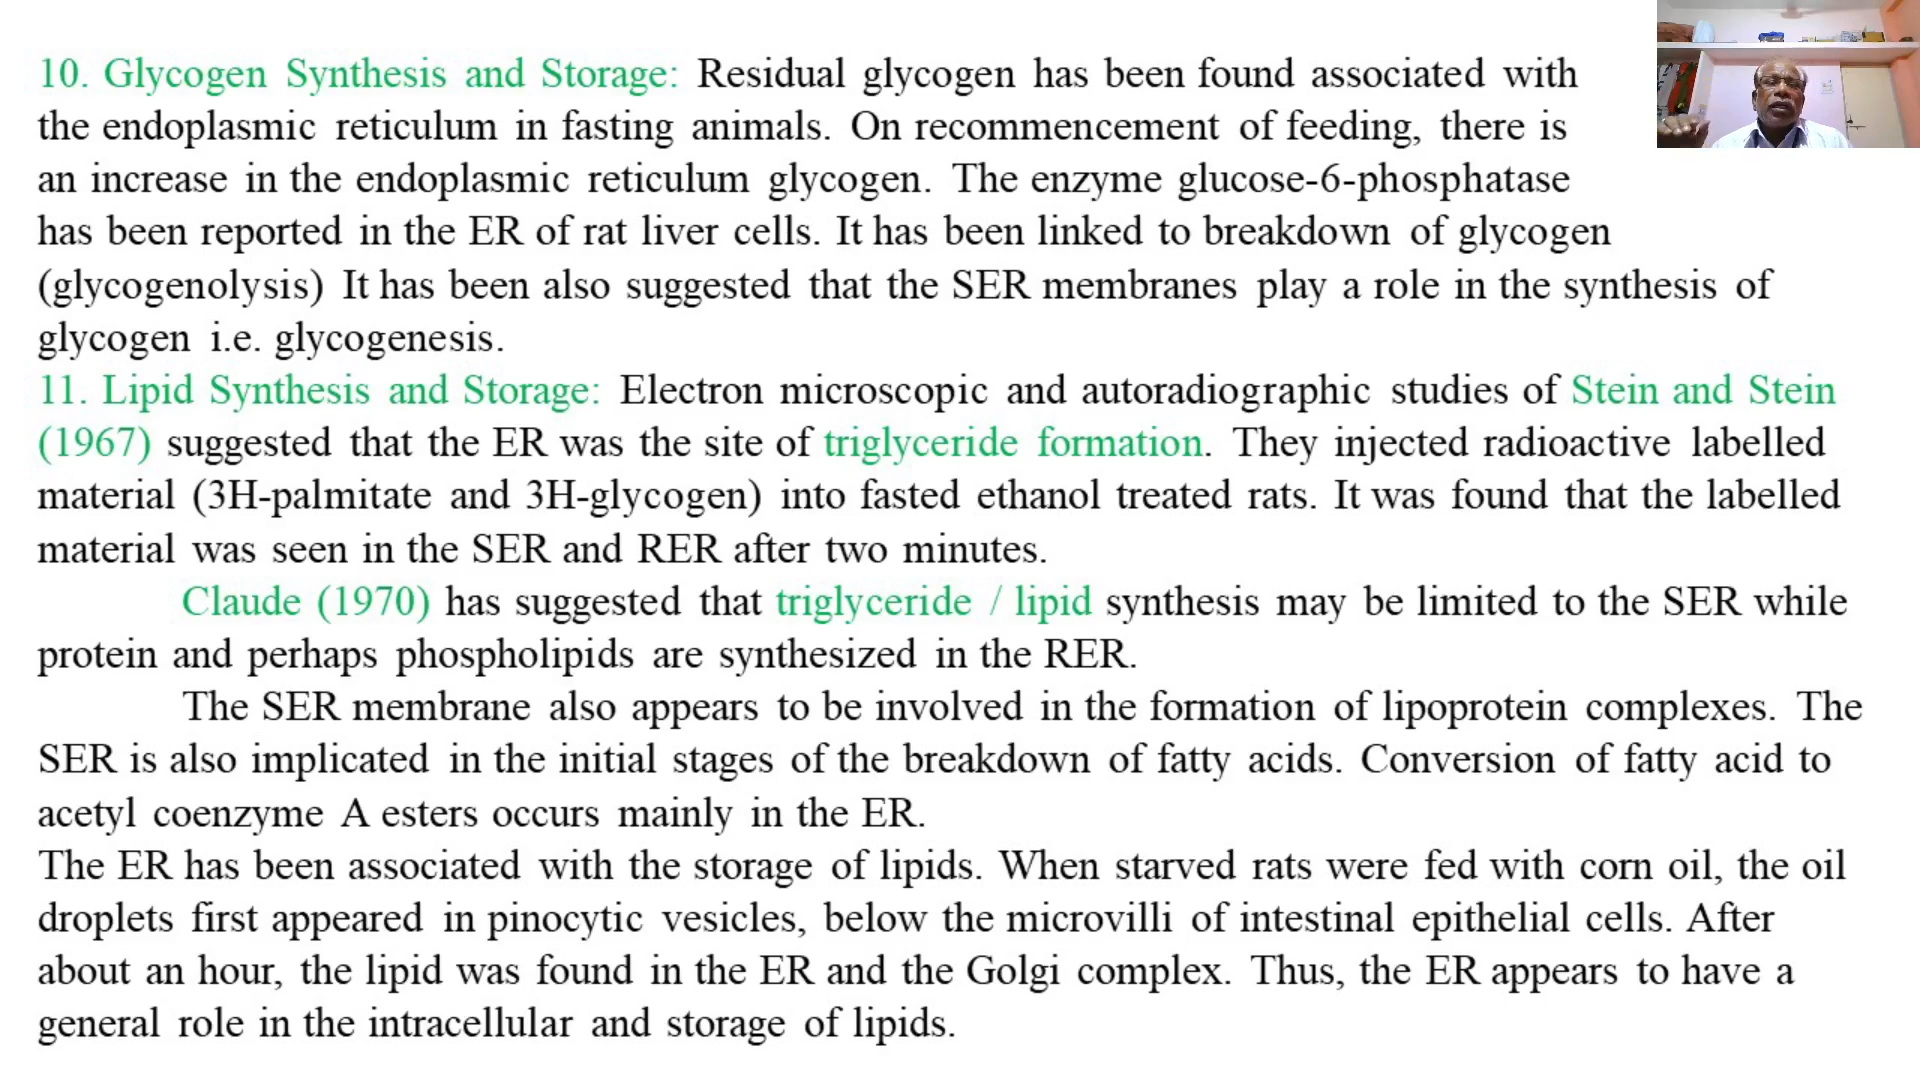 10. Glycogen Synthesis and Storage: Residual glycogen has been found associated with
the endoplasmic reticulum in fasting animals. On recommencement of feeding, there is
an increase in the endoplasmic reticulum glycogen. The enzyme glucose-6-phosphatase
has been reported in the ER of rat liver cells. It has been linked to breakdown of glycogen
(glycogenolysis) It has been also suggested that the SER membranes play a role in the synthesis of
glycogen i.e. glycogenesis.
11. Lipid Synthesis and Storage: Electron microscopic and autoradiographic studies of Stein and Stein
(1967) suggested that the ER was the site of triglyceride formation. They injected radioactive labelled
material (3H-palmitate and 3H-glycogen) into fasted ethanol treated rats. It was found that the labelled
material was seen in the SER and RER after two minutes.
Claude (1970) has suggested that triglyceride / lipid synthesis may be limited to the SER while
protein and perhaps phospholipids are synthesized in the RER.
The SER membrane also appears to be involved in the formation of lipoprotein complexes. The
SER is also implicated in the initial stages of the breakdown of fatty acids. Conversion of fatty acid to
acetyl coenzyme A esters occurs mainly in the ER.
The ER has been associated with the storage of lipids. When starved rats were fed with corn oil, the oil
droplets first appeared in pinocytic vesicles, below the microvilli of intestinal epithelial cells. After
about an hour, the lipid was found in the ER and the Golgi complex. Thus, the ER appears to have a
general role in the intracellular and storage of lipids.